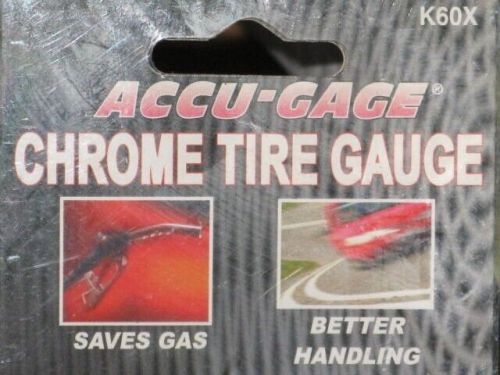 K60X
ACCU-GAGE®
CHROME TIRE GAUGE
SAVES GAS
BETTER
HANDLING